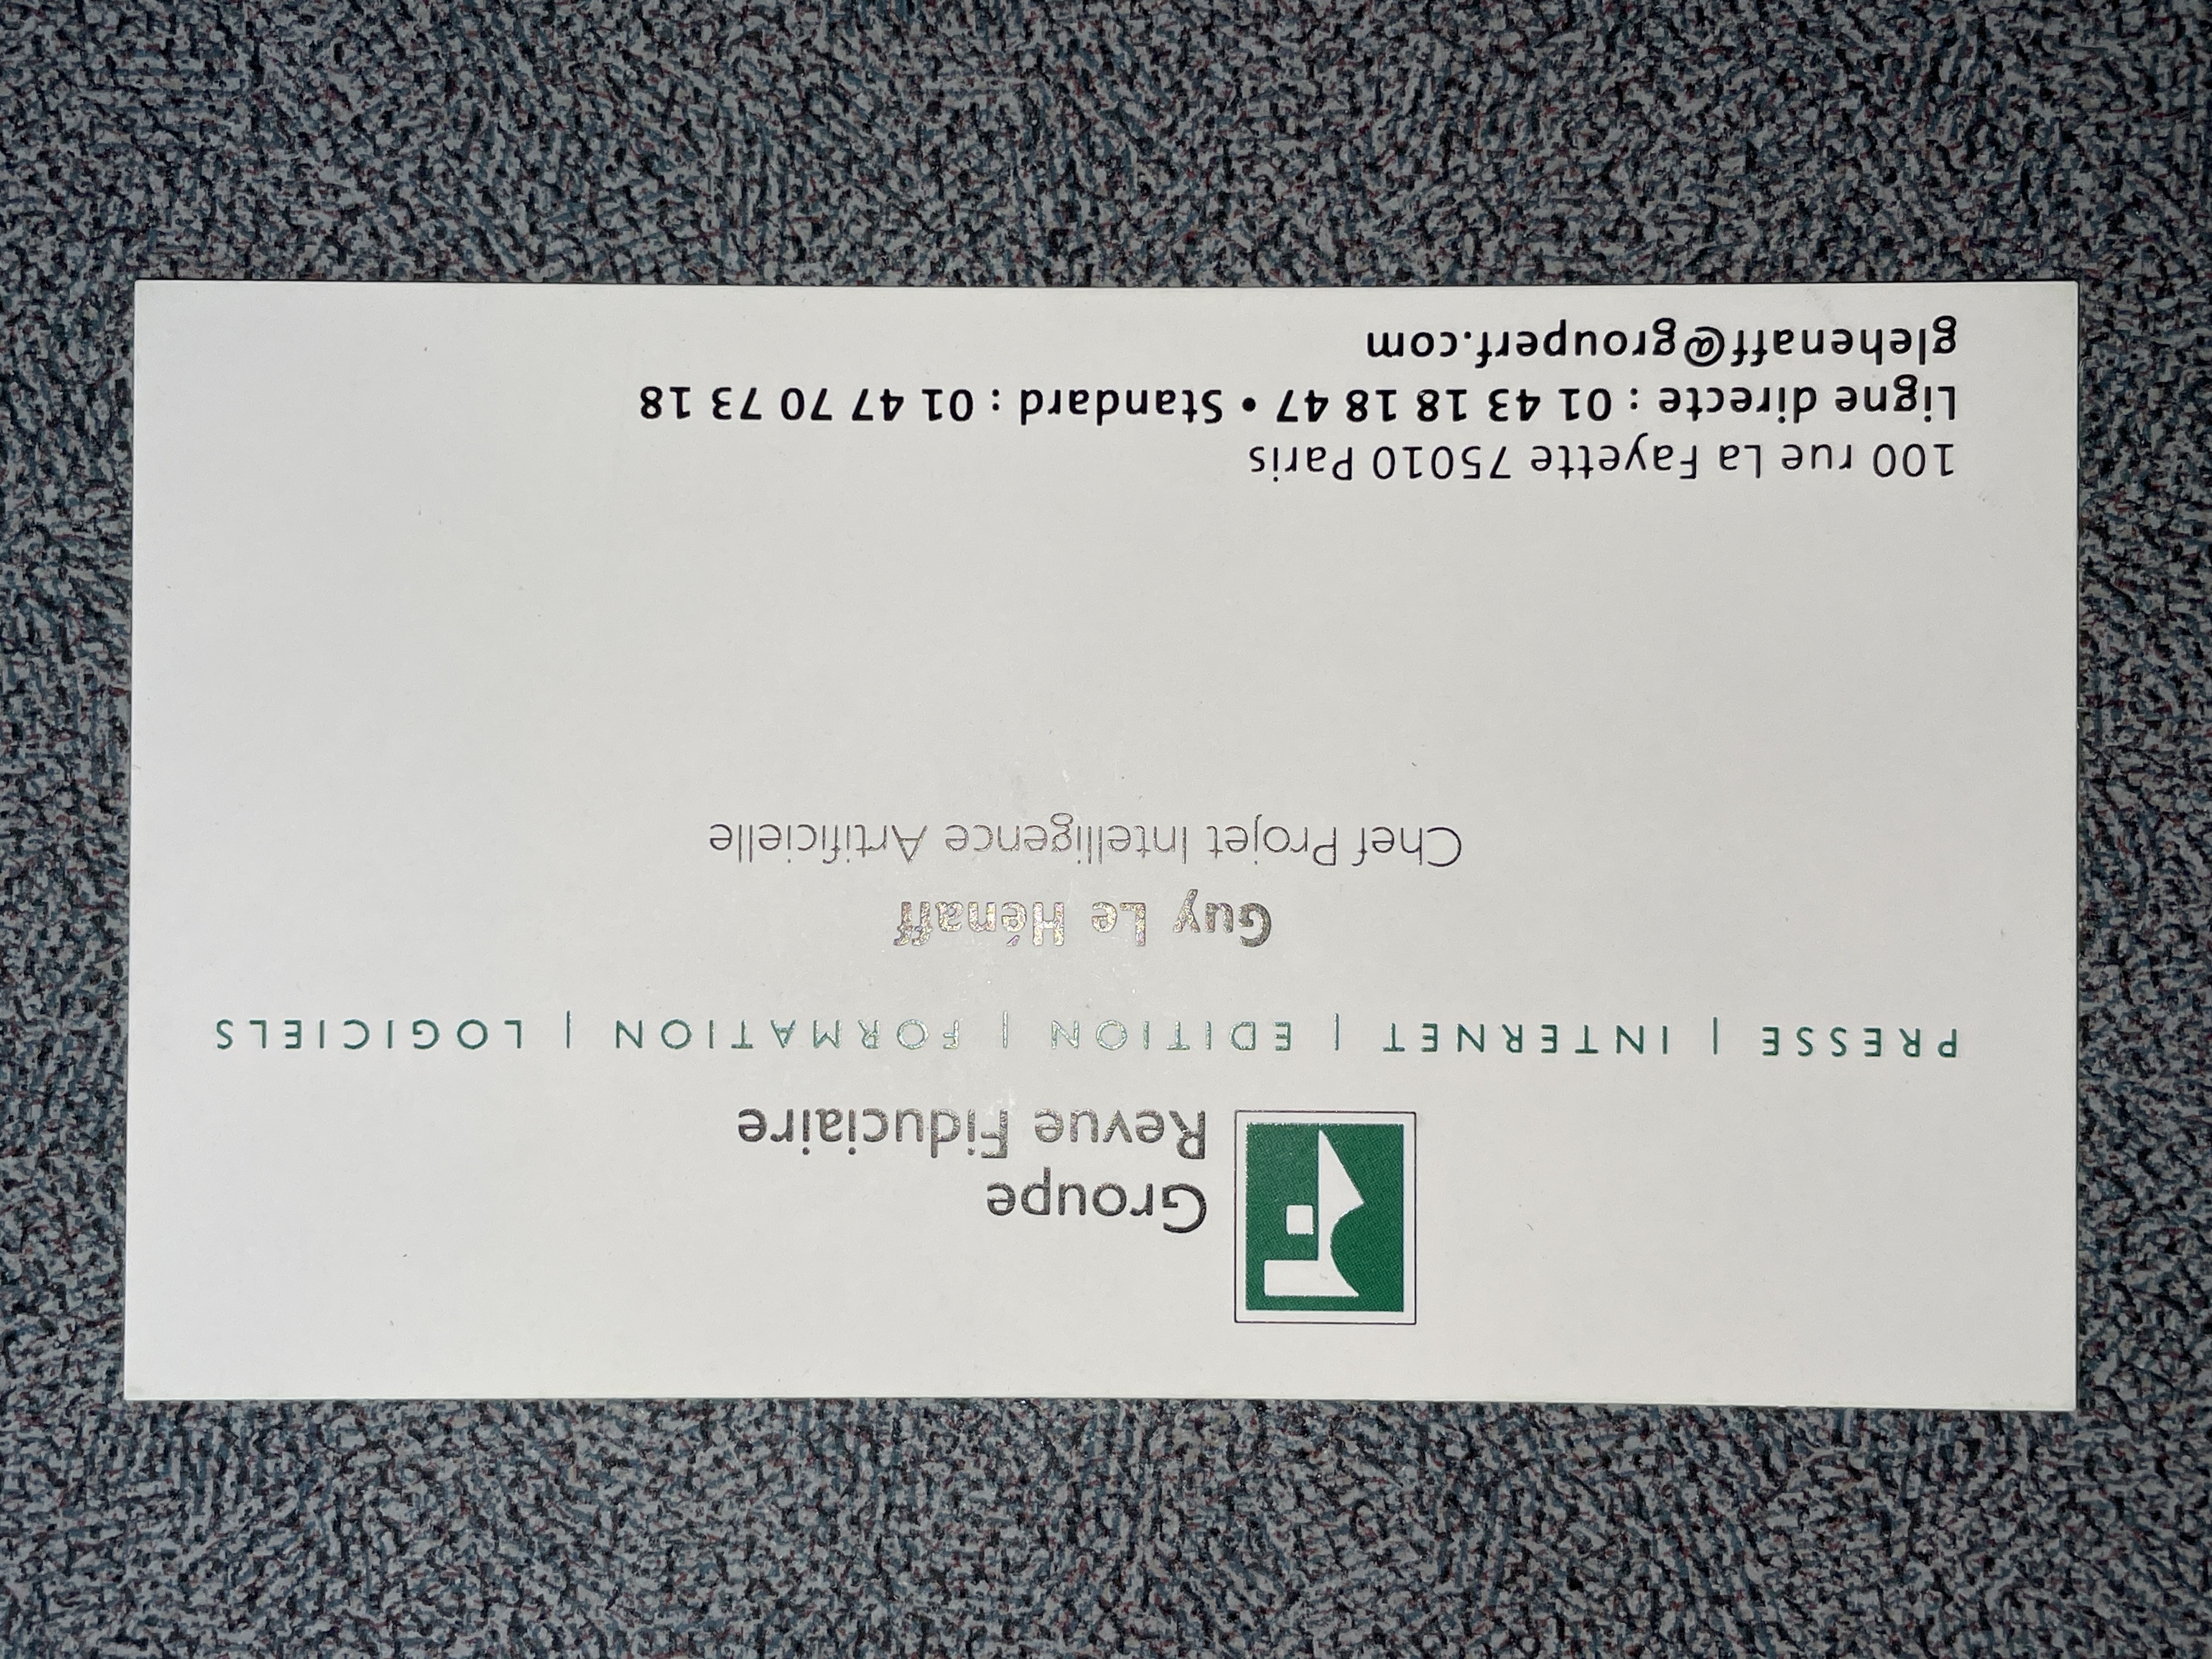 Groupe
Revue Fiduciaire
PRESSE | INTERNET | EDITION | FORMATION | LOGICIELS
Guy Le Hénaff
Chef Projet Intelligence Artificielle
100 rue La Fayette 75010 Paris
Ligne directe : 01 43 18 18 47 • Standard : 01 47 70 73 18
glehenaff@grouperf.com